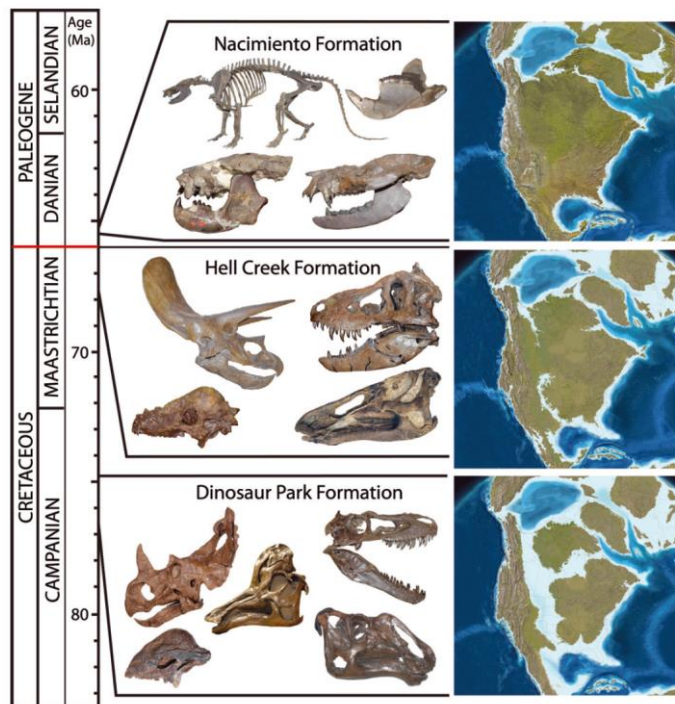 Age
(Ma)
PALEOGENE
SELANDIAN
DANIAN
60
Nacimiento Formation
CRETACEOUS
MAASTRICHTIAN
70
Hell Creek Formation
CAMPANIAN
80
Dinosaur Park Formation